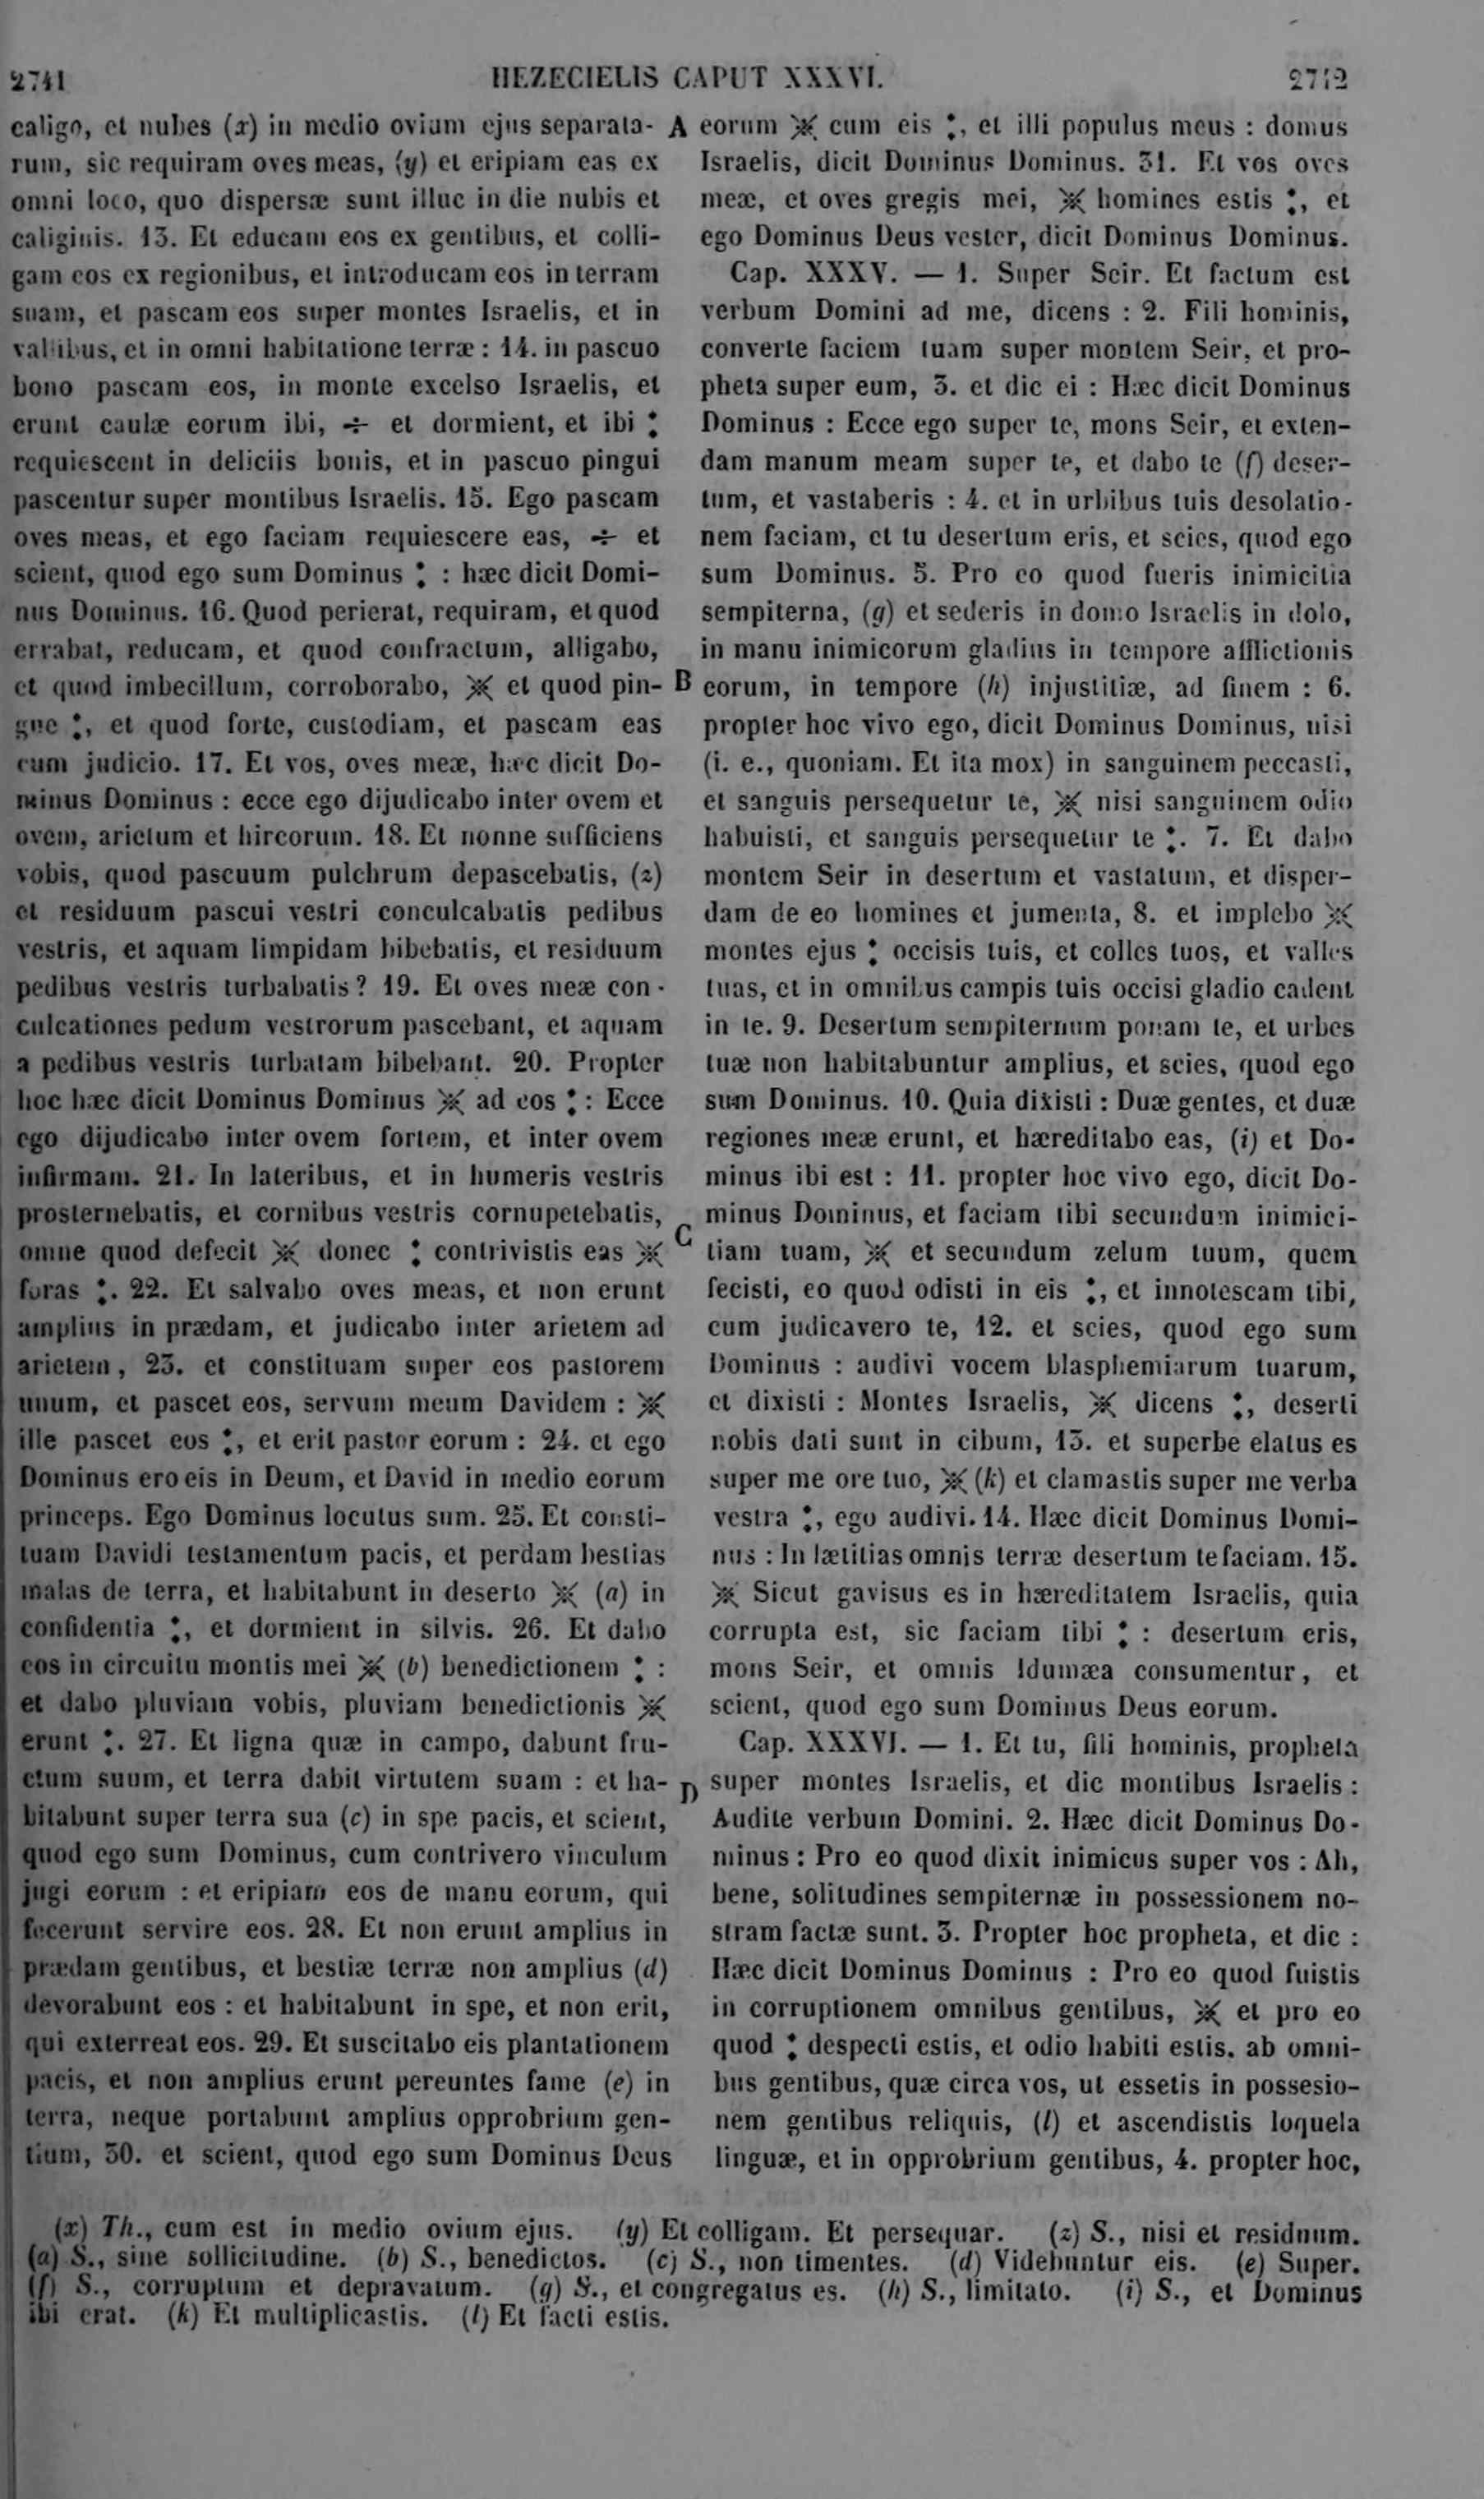 2741
HEZECIELIS CAPUT XXXVI.
2742
caligo, et nubes (x) in medio ovium ejus separata-
rum, sic requiram oves meas, (y) et eripiam eas ex
omni loco, quo dispersæ sunt illuc in die nubis et
caliginis. 13. Et educam eos ex gentibus, et colli-
gam eos ex regionibus, et introducam eos in terram
suam, et pascam eos super montes Israelis, et in
vallibus, et in omni habitatione terræ : 14. in pascuo
bono pascam eos, in monte excelso Israelis, et
erunt caulæ eorum ibi, ÷ et dormient, et ibi ⁚
requiescent in deliciis bonis, et in pascuo pingui
pascentur super montibus Israelis. 15. Ego pascam
oves meas, et ego faciam requiescere eas, ÷ et
scient, quod ego sum Dominus ⁚ : hæc dicit Domi-
nus Dominus. 16. Quod perierat, requiram, et quod
errabat, reducam, et quod confractum, alligabo,
et quod imbecillum, corroborabo, ※ et quod pin-
gue ⁚, et quod forte, custodiam, et pascam eas
cum judicio. 17. Et vos, oves meæ, hæc dicit Do-
minus Dominus : ecce ego dijudicabo inter ovem et
ovem, arietum et hircorum. 18. Et nonne sufficiens
vobis, quod pascuum pulchrum depascebatis, (z)
et residuum pascui vestri conculcabatis pedibus
vestris, et aquam limpidam bibebatis, et residuum
pedibus vestris turbabatis? 19. Et oves meæ con-
culcationes pedum vestrorum pascebant, et aquam
a pedibus vestris turbatam bibebant. 20. Propter
hoc hæc dicit Dominus Dominus ※ ad eos ⁚ : Ecce
ego dijudicabo inter ovem fortem, et inter ovem
infirmam. 21. In lateribus, et in humeris vestris
prosternebatis, et cornibus vestris cornupetebatis,
omne quod defecit ※ donec ⁚ contrivistis eas ※
foras ⁚. 22. Et salvabo oves meas, et non erunt
amplius in prædam, et judicabo inter arietem ad
arietem, 23. et constituam super eos pastorem
unum, et pascet eos, servum meum Davidem : ※
ille pascet eos ⁚, et erit pastor eorum : 24. et ego
Dominus ero eis in Deum, et David in medio eorum
princeps. Ego Dominus locutus sum. 25. Et consti-
tuam Davidi testamentum pacis, et perdam bestias
malas de terra, et habitabunt in deserto ※ (a) in
confidentia ⁚, et dormient in silvis. 26. Et dabo
eos in circuitu montis mei ※ (b) benedictionem ⁚ :
et dabo pluviam vobis, pluviam benedictionis ※
erunt ⁚. 27. Et ligna quæ in campo, dabunt fru-
ctum suum, et terra dabit virtutem suam : et ha-
bitabunt super terra sua (c) in spe pacis, et scient,
quod ego sum Dominus, cum contrivero vinculum
jugi eorum : et eripiam eos de manu eorum, qui
fecerunt servire eos. 28. Et non erunt amplius in
prædam gentibus, et bestiæ terræ non amplius (d)
devorabunt eos : et habitabunt in spe, et non erit,
qui exterreat eos. 29. Et suscitabo eis plantationem
pacis, et non amplius erunt pereuntes fame (e) in
terra, neque portabunt amplius opprobrium gen-
tium, 30. et scient, quod ego sum Dominus Deus
A
B
C
D
eorum ※ cum eis ⁚, et illi populus meus : domus
Israelis, dicit Dominus Dominus. 31. Et vos oves
meæ, et oves gregis mei, ※ homines estis ⁚, et
ego Dominus Deus vester, dicit Dominus Dominus.
Cap. XXXV. — 1. Super Seir. Et factum est
verbum Domini ad me, dicens : 2. Fili hominis,
converte faciem tuam super montem Seir, et pro-
pheta super eum, 3. et dic ei : Hæc dicit Dominus
Dominus : Ecce ego super te, mons Seir, et exten-
dam manum meam super te, et dabo te (f) deser-
tum, et vastaberis : 4. et in urbibus tuis desolatio-
nem faciam, et tu desertum eris, et scies, quod ego
sum Dominus. 5. Pro eo quod fueris inimicitia
sempiterna, (g) et sederis in domo Israelis in dolo,
in manu inimicorum gladius in tempore afflictionis
eorum, in tempore (h) injustitiæ, ad finem : 6.
propter hoc vivo ego, dicit Dominus Dominus, nisi
(i. e., quoniam. Et ita mox) in sanguinem peccasti,
et sanguis persequetur te, ※ nisi sanguinem odio
habuisti, et sanguis persequetur te ⁚. 7. Et dabo
montem Seir in desertum et vastatum, et disper-
dam de eo homines et jumenta, 8. et implebo ※
montes ejus ⁚ occisis tuis, et colles tuos, et valles
tuas, et in omnibus campis tuis occisi gladio cadent
in te. 9. Desertum sempiternum ponam te, et urbes
tuæ non habitabuntur amplius, et scies, quod ego
sum Dominus. 10. Quia dixisti : Duæ gentes, et duæ
regiones meæ erunt, et hæreditabo eas, (i) et Do-
minus ibi est : 11. propter hoc vivo ego, dicit Do-
minus Dominus, et faciam tibi secundum inimici-
tiam tuam, ※ et secundum zelum tuum, quem
fecisti, eo quod odisti in eis ⁚, et innotescam tibi,
cum judicavero te, 12. et scies, quod ego sum
Dominus : audivi vocem blasphemiarum tuarum,
et dixisti : Montes Israelis, ※ dicens ⁚, deserti
nobis dati sunt in cibum, 13. et superbe elatus es
super me ore tuo, ※ (k) et clamastis super me verba
vestra ⁚, ego audivi. 14. Hæc dicit Dominus Domi-
nus : In lætitias omnis terræ desertum te faciam. 15.
※ Sicut gavisus es in hæreditatem Israelis, quia
corrupta est, sic faciam tibi ⁚ : desertum eris,
mons Seir, et omnis Idumæa consumentur, et
scient, quod ego sum Dominus Deus eorum.
Cap. XXXVI. — 1. Et tu, fili hominis, propheta
super montes Israelis, et dic montibus Israelis :
Audite verbum Domini. 2. Hæc dicit Dominus Do-
minus : Pro eo quod dixit inimicus super vos : Ah,
bene, solitudines sempiternæ in possessionem no-
stram factæ sunt. 3. Propter hoc propheta, et dic :
Hæc dicit Dominus Dominus : Pro eo quod fuistis
in corruptionem omnibus gentibus, ※ et pro eo
quod ⁚ despecti estis, et odio habiti estis. ab omni-
bus gentibus, quæ circa vos, ut essetis in possesio-
nem gentibus reliquis, (l) et ascendistis loquela
linguæ, et in opprobrium gentibus, 4. propter hoc,
(x) Th., cum est in medio ovium ejus. (y) Et colligam. Et persequar. (z) S., nisi et residuum.
(a) S., sine sollicitudine. (b) S., benedictos. (c) S., non timentes. (d) Videbuntur eis. (e) Super.
(f) S., corruptum et depravatum. (g) S., et congregatus es. (h) S., limitato. (i) S., et Dominus
ibi erat. (k) Et multiplicastis. (l) Et facti estis.